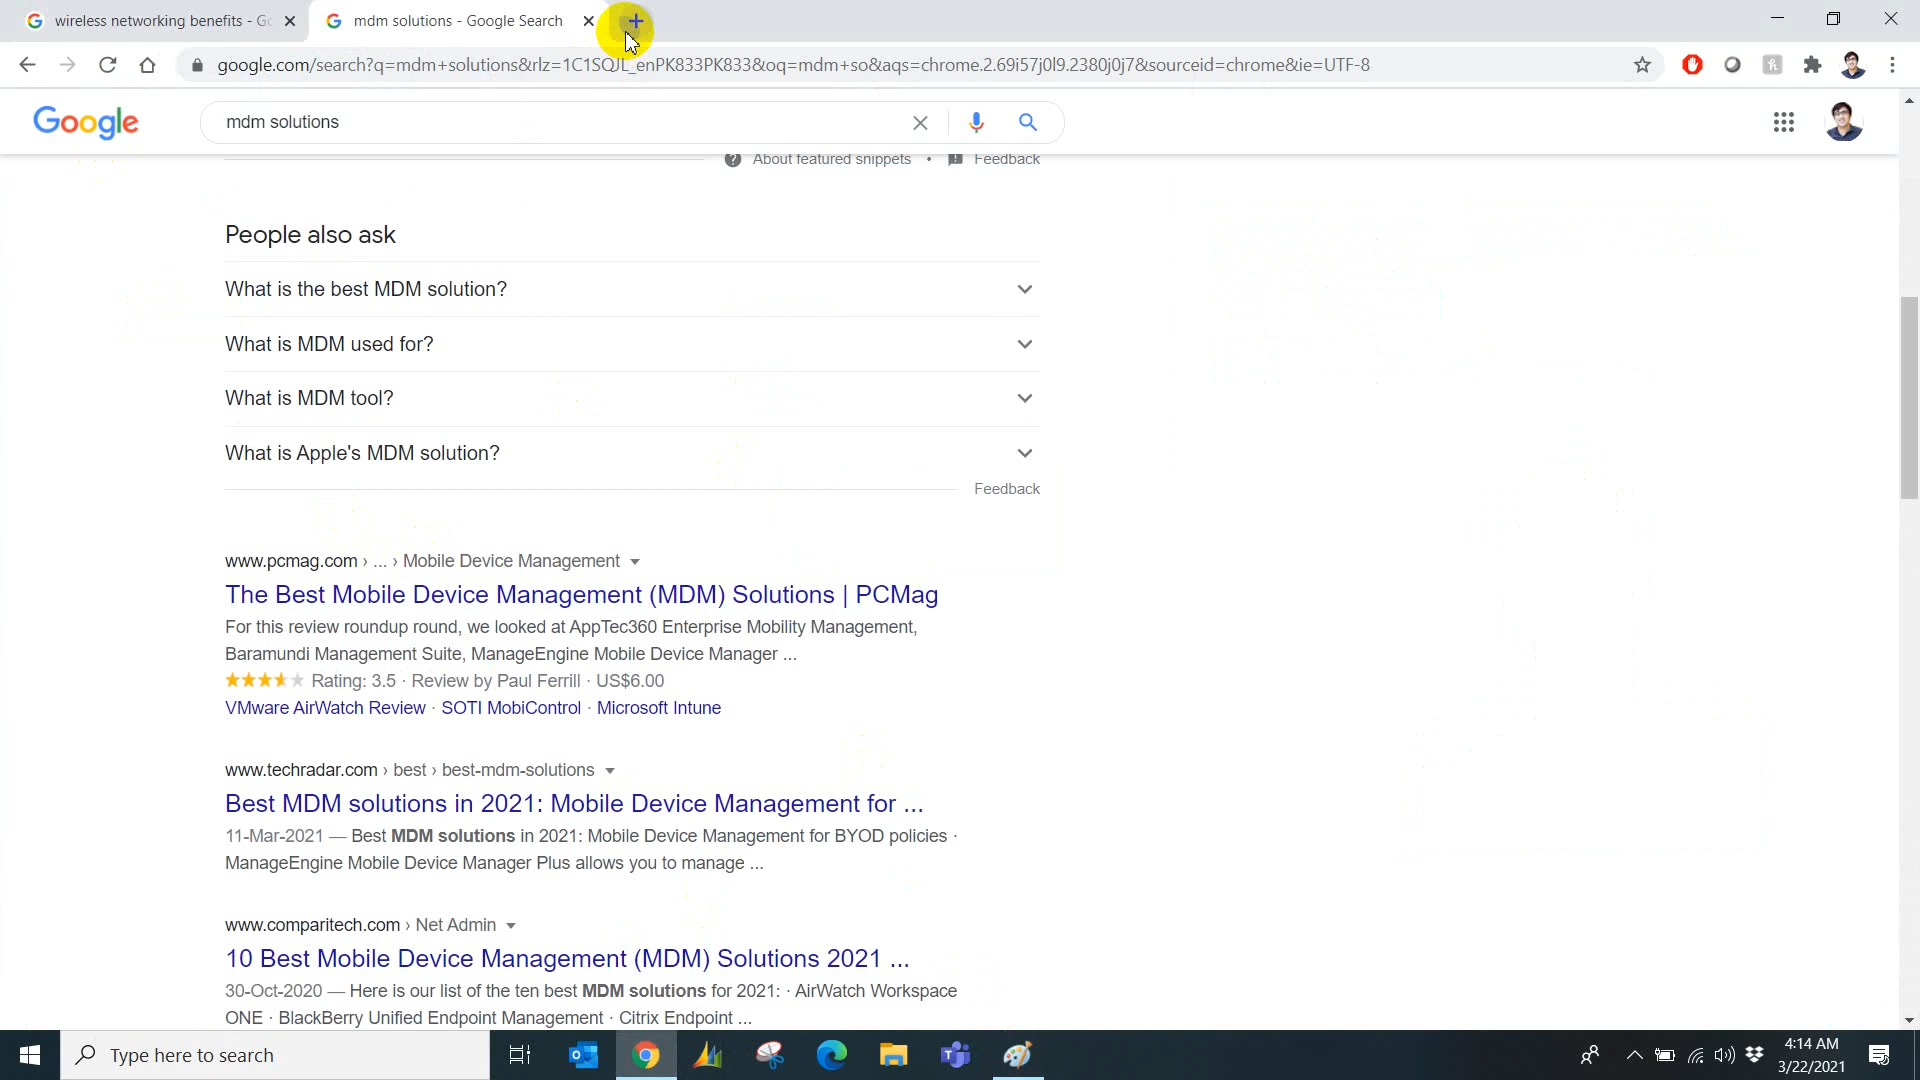 wireless networking benefits - Go
mdm solutions - Google Search
google.com/search?q=mdm+solutions&rlz=1C1SQJL_enPK833PK833&oq=mdm+so&aqs=chrome.2.69i57j0l9.2380j0j7&sourceid=chrome&ie=UTF-8
Google
mdm solutions
About featured snippets • Feedback
People also ask
What is the best MDM solution?
What is MDM used for?
What is MDM tool?
What is Apple's MDM solution?
Feedback
www.pcmag.com › ... › Mobile Device Management
The Best Mobile Device Management (MDM) Solutions | PCMag
For this review roundup round, we looked at AppTec360 Enterprise Mobility Management,
Baramundi Management Suite, ManageEngine Mobile Device Manager ...
Rating: 3.5 · Review by Paul Ferrill · US$6.00
VMware AirWatch Review · SOTI MobiControl · Microsoft Intune
www.techradar.com › best › best-mdm-solutions
Best MDM solutions in 2021: Mobile Device Management for ...
11-Mar-2021 — Best MDM solutions in 2021: Mobile Device Management for BYOD policies ·
ManageEngine Mobile Device Manager Plus allows you to manage ...
www.comparitech.com › Net Admin
10 Best Mobile Device Management (MDM) Solutions 2021 ...
30-Oct-2020 — Here is our list of the ten best MDM solutions for 2021: · AirWatch Workspace
ONE · BlackBerry Unified Endpoint Management · Citrix Endpoint ...
Type here to search
4:14 AM
3/22/2021